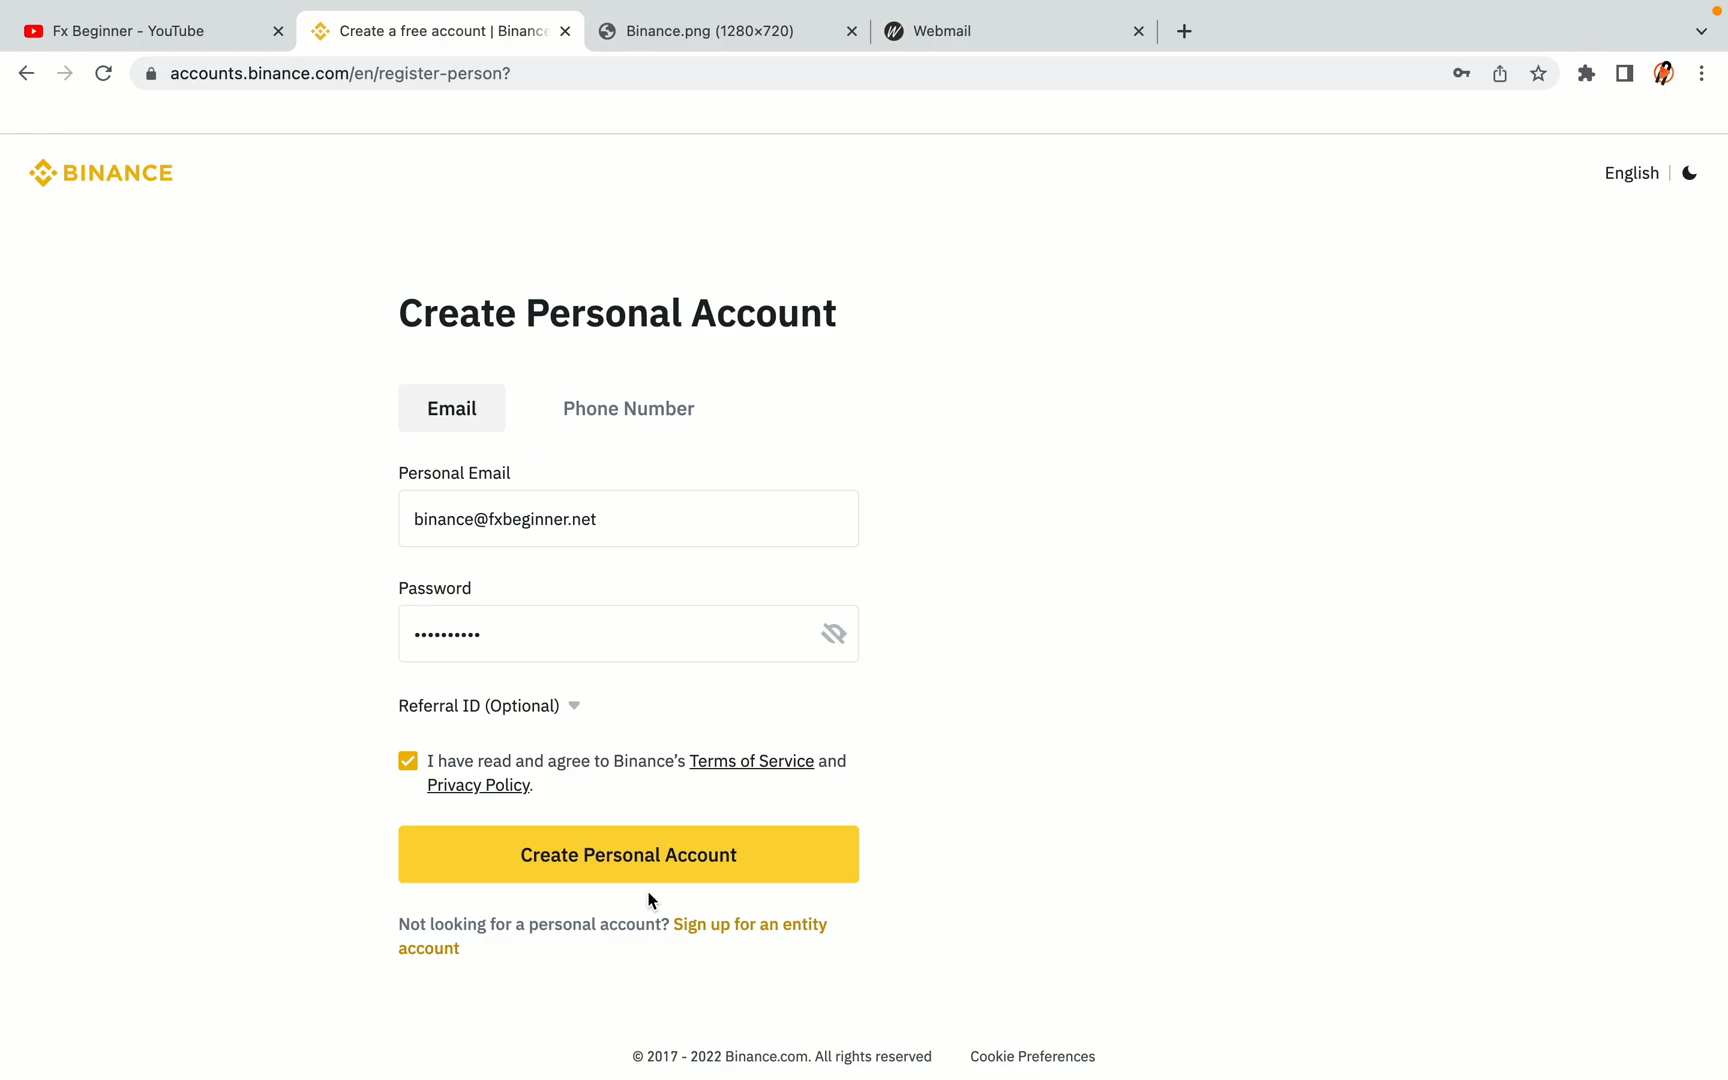 Fx Beginner - YouTube
Create a free account | Binance
Binance.png (1280×720)
Webmail
accounts.binance.com/en/register-person?
BINANCE
English
Create Personal Account
Email
Phone Number
Personal Email
binance@fxbeginner.net
Password
••••••••••
Referral ID (Optional)
I have read and agree to Binance’s Terms of Service and
Privacy Policy.
Create Personal Account
Not looking for a personal account? Sign up for an entity
account
© 2017 - 2022 Binance.com. All rights reserved
Cookie Preferences